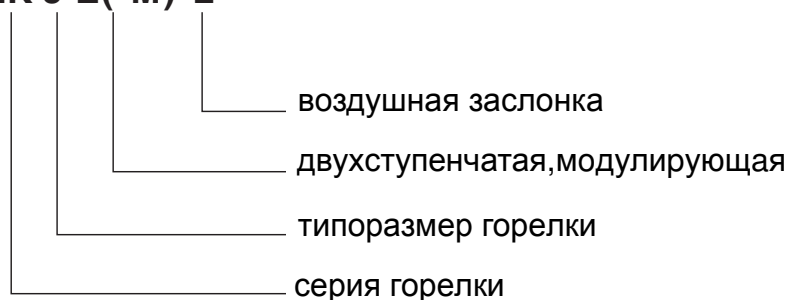 воздушная заслонка
двухступенчатая,модулирующая
типоразмер горелки
серия горелки